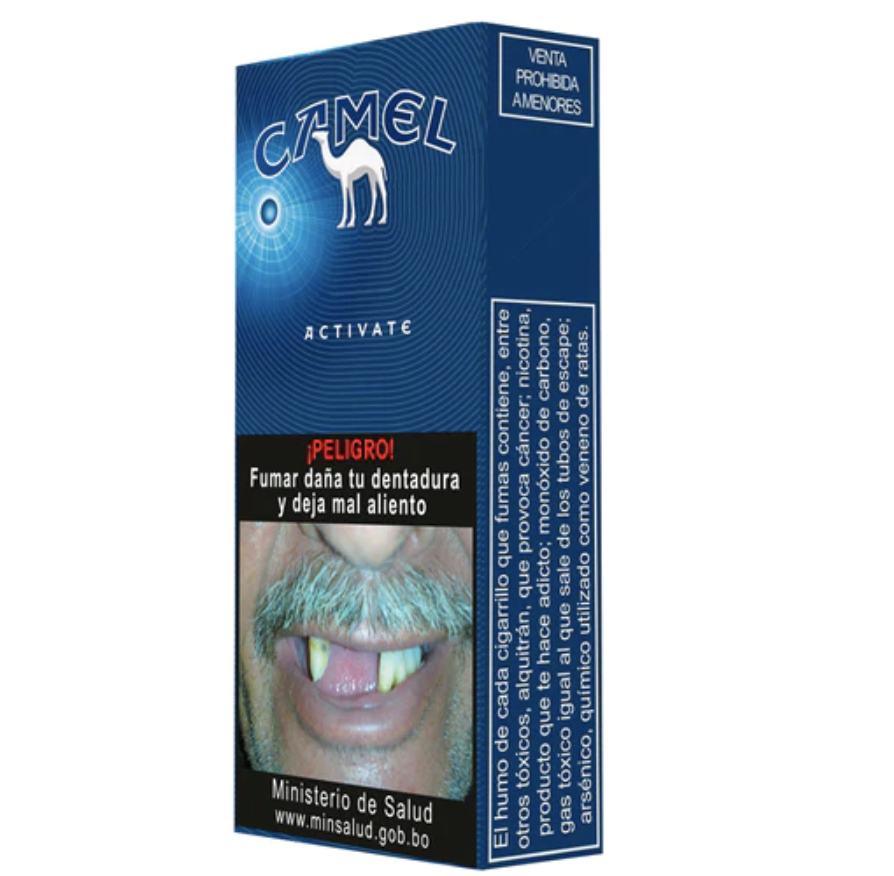 CAMEL
ACTIVATE
¡PELIGRO!
Fumar daña tu dentadura
y deja mal aliento
Ministerio de Salud
www.minsalud.gob.bo
VENTA
PROHIBIDA
A MENORES
El humo de cada cigarrillo que fumas contiene, entre
otros tóxicos, alquitrán, que provoca cáncer; nicotina,
producto que te hace adicto; monóxido de carbono,
gas tóxico igual al que sale de los tubos de escape;
arsénico, químico utilizado como veneno de ratas.